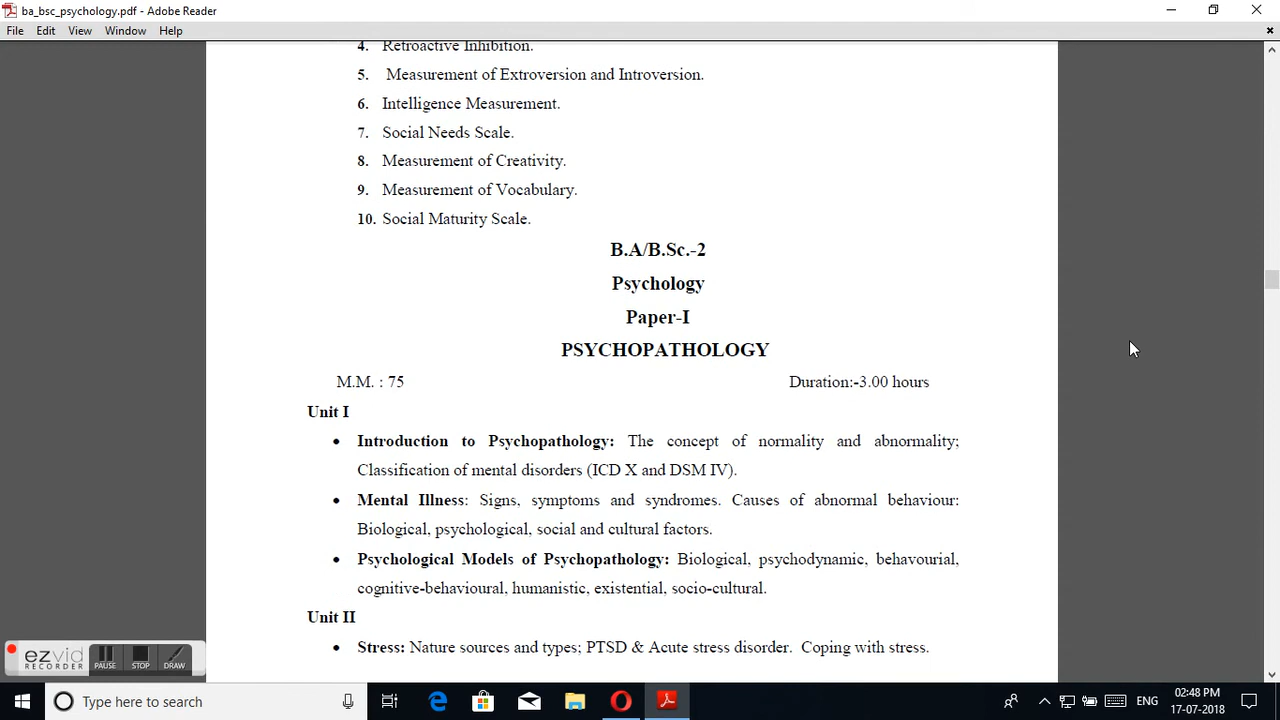 ba_bsc_psychology.pdf - Adobe Reader
File Edit View Window Help
4. Retroactive Inhibition.
5. Measurement of Extroversion and Introversion.
6. Intelligence Measurement.
7. Social Needs Scale.
8. Measurement of Creativity.
9. Measurement of Vocabulary.
10. Social Maturity Scale.
B.A/B.Sc.-2
Psychology
Paper-I
PSYCHOPATHOLOGY
M.M. : 75 Duration:-3.00 hours
Unit I
• Introduction to Psychopathology: The concept of normality and abnormality;
Classification of mental disorders (ICD X and DSM IV).
• Mental Illness: Signs, symptoms and syndromes. Causes of abnormal behaviour:
Biological, psychological, social and cultural factors.
• Psychological Models of Psychopathology: Biological, psychodynamic, behavourial,
cognitive-behavioural, humanistic, existential, socio-cultural.
Unit II
• Stress: Nature sources and types; PTSD & Acute stress disorder. Coping with stress.
ezvid
RECORDER
PAUSE STOP DRAW
Type here to search
ENG
02:48 PM
17-07-2018